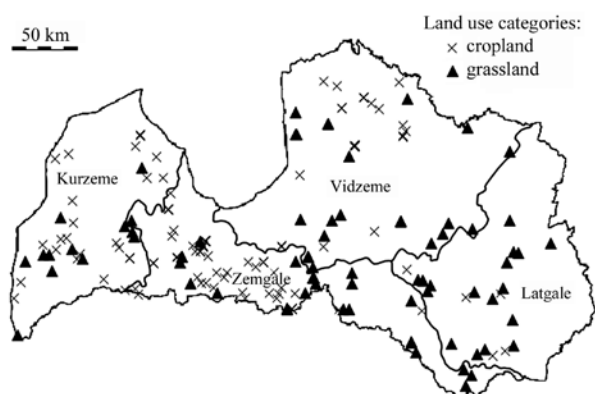 50 km
Land use categories:
cropland
grassland
Kurzeme
Vidzeme
Zemgale
Latgale